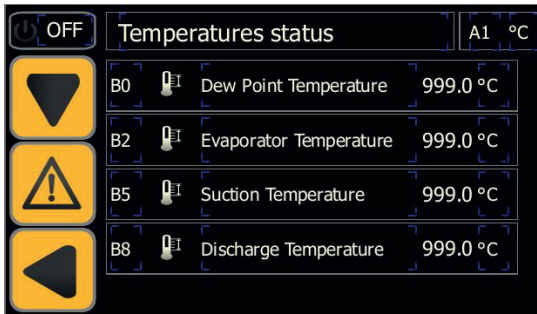 OFF Temperatures status A1 °C
B0 Dew Point Temperature 999.0 °C
B2 Evaporator Temperature 999.0 °C
B5 Suction Temperature 999.0 °C
B8 Discharge Temperature 999.0 °C